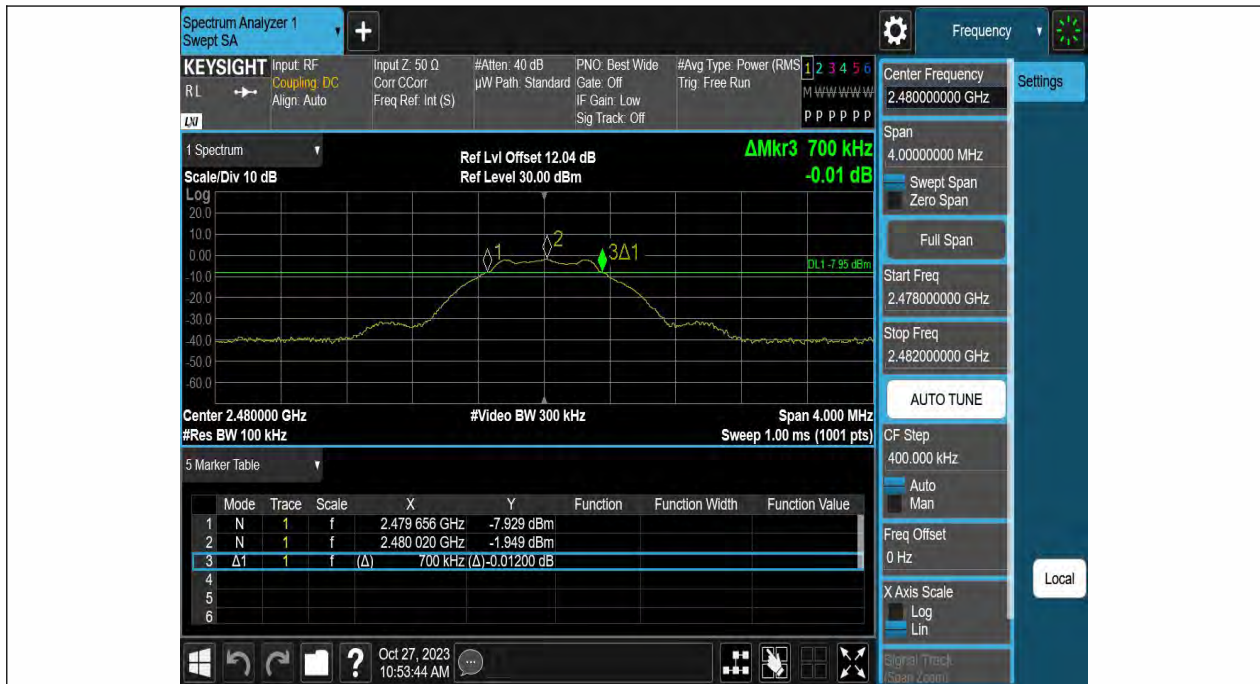 Spectrum Analyzer 1
Swept SA
+
Frequency
KEYSIGHT
RL
LXI
Input: RF
Coupling: DC
Align: Auto
Input Z: 50 Ω
Corr CCorr
Freq Ref: Int (S)
#Atten: 40 dB
µW Path: Standard
PNO: Best Wide
Gate: Off
IF Gain: Low
Sig Track: Off
#Avg Type: Power (RMS
Trig: Free Run
1 2 3 4 5 6
M W W W W W
P P P P P P
1 Spectrum
Scale/Div 10 dB
Ref Lvl Offset 12.04 dB
Ref Level 30.00 dBm
ΔMkr3 700 kHz
-0.01 dB
Log
20.0
10.0
0.00
-10.0
-20.0
-30.0
-40.0
-50.0
-60.0
1
2
3Δ1
DL1 -7.95 dBm
Center 2.480000 GHz
#Video BW 300 kHz
Span 4.000 MHz
#Res BW 100 kHz
Sweep 1.00 ms (1001 pts)
5 Marker Table
Mode Trace Scale X Y Function Function Width Function Value
1 N 1 f 2.479 656 GHz -7.929 dBm
2 N 1 f 2.480 020 GHz -1.949 dBm
3 Δ1 1 f (Δ) 700 kHz (Δ) -0.01200 dB
4
5
6
Oct 27, 2023
10:53:44 AM
?
Center Frequency
2.480000000 GHz
Settings
Span
4.00000000 MHz
Swept Span
Zero Span
Full Span
Start Freq
2.478000000 GHz
Stop Freq
2.482000000 GHz
AUTO TUNE
CF Step
400.000 kHz
Auto
Man
Freq Offset
0 Hz
X Axis Scale
Log
Lin
Signal Track
(Span Zoom)
Local